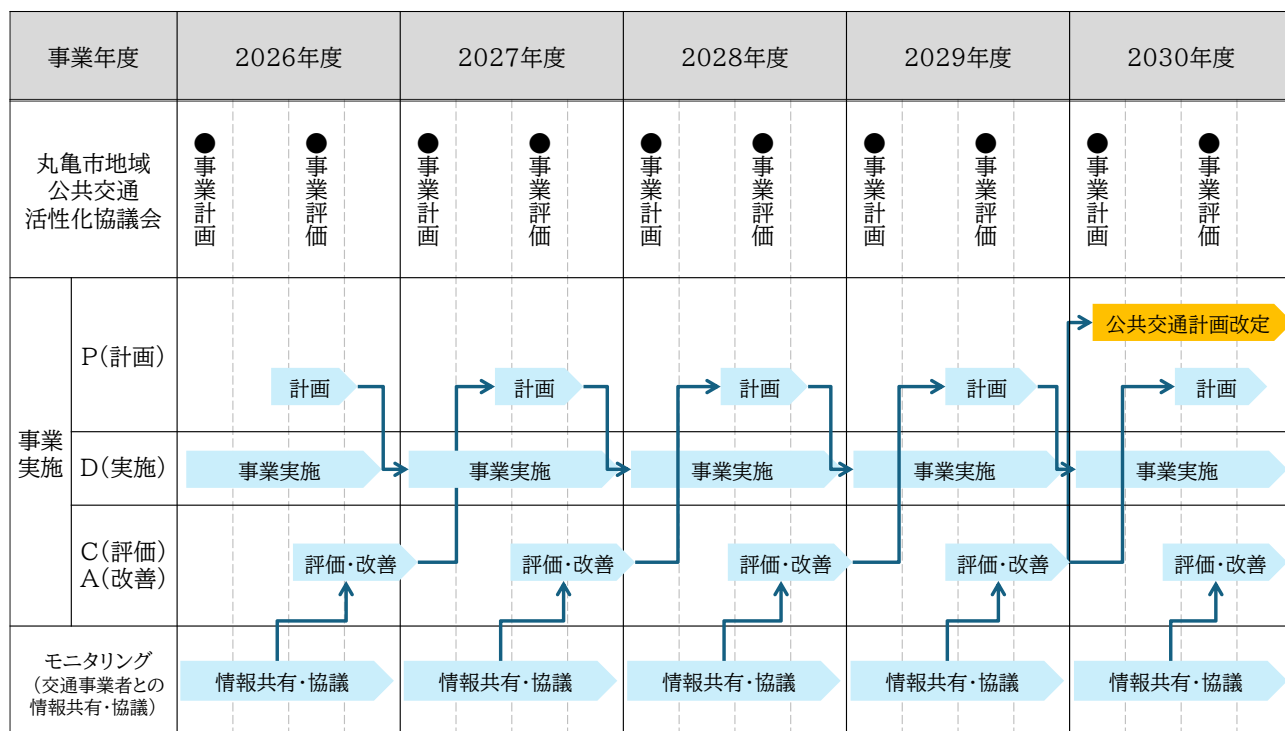 事業年度
2026年度
2027年度
2028年度
2029年度
2030年度
丸亀市地域
公共交通
活性化協議会
●事業計画
●事業評価
●事業計画
●事業評価
●事業計画
●事業評価
●事業計画
●事業評価
●事業計画
●事業評価
事業
実施
P(計画)
公共交通計画改定
計画
計画
計画
計画
計画
D(実施)
事業実施
事業実施
事業実施
事業実施
事業実施
C(評価)
A(改善)
評価・改善
評価・改善
評価・改善
評価・改善
評価・改善
モニタリング
(交通事業者との
情報共有・協議)
情報共有・協議
情報共有・協議
情報共有・協議
情報共有・協議
情報共有・協議